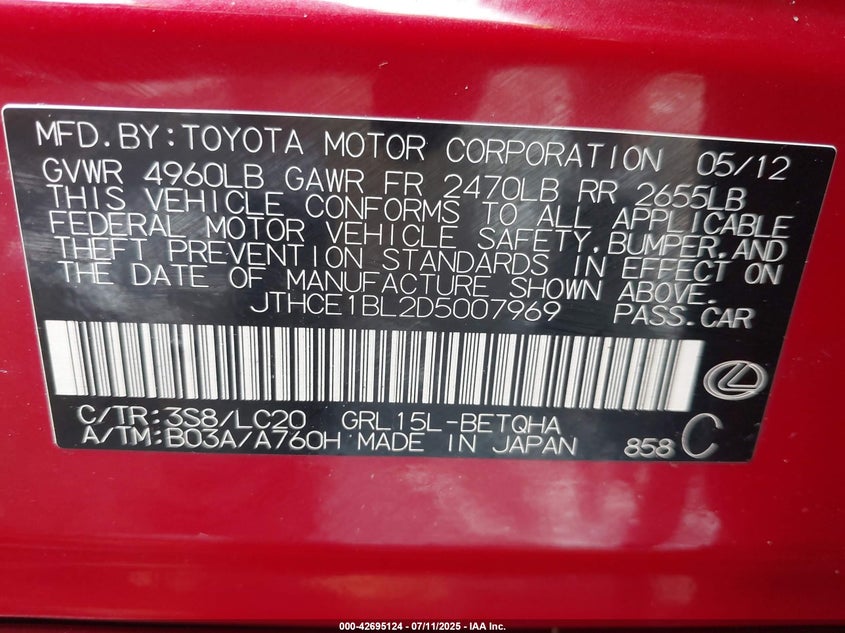 MFD.BY:TOYOTA MOTOR CORPORATION 05/12
GVWR 4960LB GAWR FR 2470LB RR 2655LB
THIS VEHICLE CONFORMS TO ALL APPLICABLE
FEDERAL MOTOR VEHICLE SAFETY,BUMPER,AND
THEFT PREVENTION STANDARDS IN EFFECT ON
THE DATE OF MANUFACTURE SHOWN ABOVE.
JTHCE1BL2D5007969 PASS.CAR
C/TR:3S8/LC20 GRL15L-BETQHA
A/TM:B03A/A760H MADE IN JAPAN 858 C
000-42695124 - 07/11/2025 - IAA Inc.